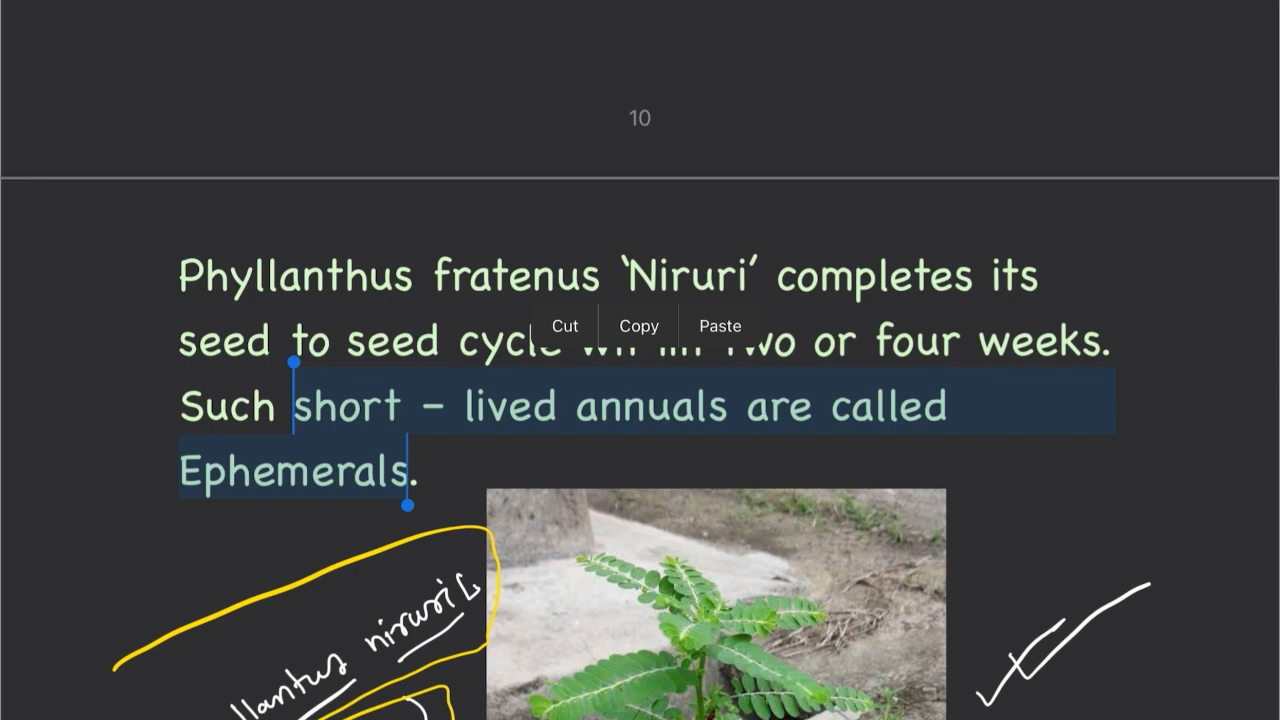 10
Phyllanthus fratenus ‘Niruri’ completes its
Cut Copy Paste
seed to seed cycle two or four weeks.
Such short – lived annuals are called
Ephemerals.
niruri